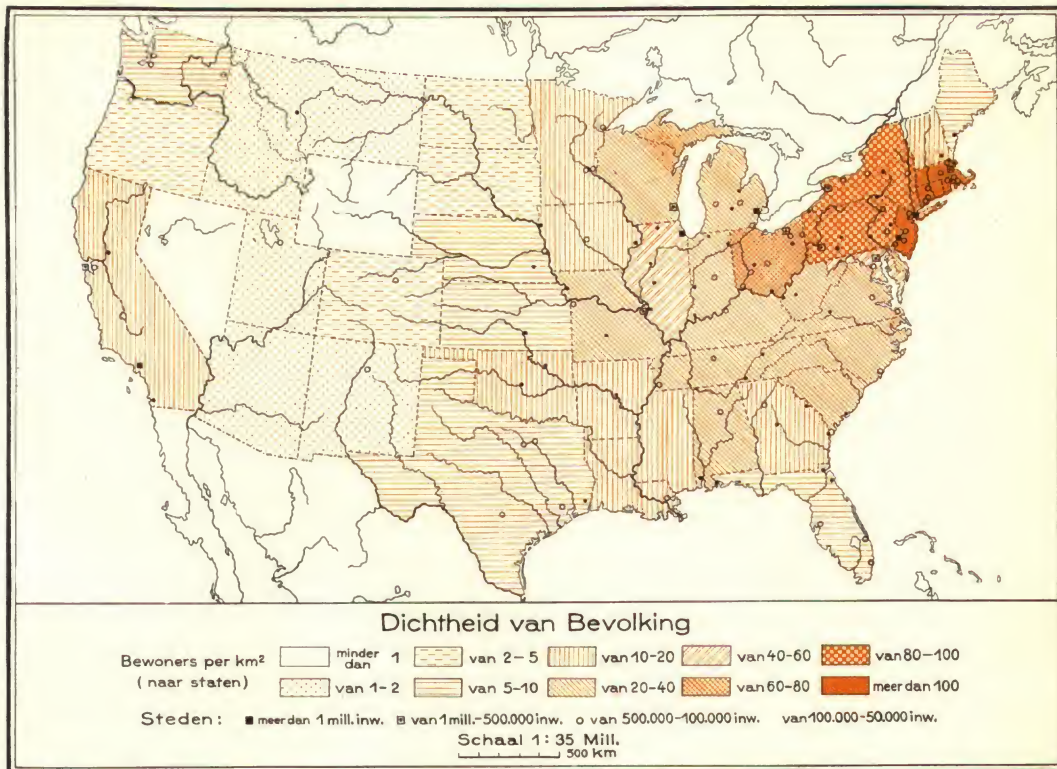 Dichtheid van Bevolking
Bewoners per km²
(naar staten)
minder dan 1
van 2-5
van 10-20
van 40-60
van 80-100
van 1-2
van 5-10
van 20-40
van 60-80
meer dan 100
Steden: meer dan 1 mill. inw. van 1 mill.-500.000 inw. van 500.000-100.000 inw. van 100.000-50.000 inw.
Schaal 1:35 Mill.
500 km